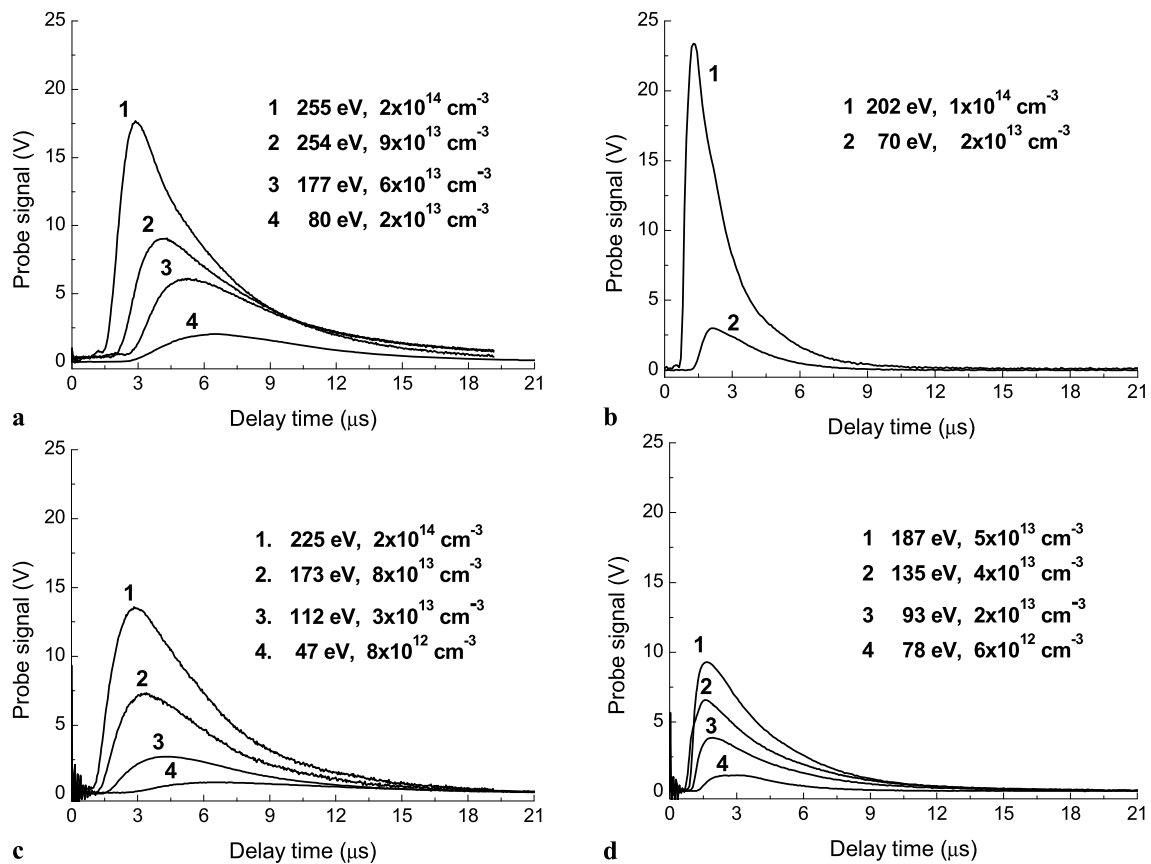 25
20
15
10
5
0
Probe signal (V)
1
2
3
4
1 255 eV, 2x10^14 cm^-3
2 254 eV, 9x10^13 cm^-3
3 177 eV, 6x10^13 cm^-3
4 80 eV, 2x10^13 cm^-3
0 3 6 9 12 15 18 21
a Delay time (μs)
25
20
15
10
5
0
Probe signal (V)
1
2
1 202 eV, 1x10^14 cm^-3
2 70 eV, 2x10^13 cm^-3
0 3 6 9 12 15 18 21
b Delay time (μs)
25
20
15
10
5
0
Probe signal (V)
1
2
3
4
1. 225 eV, 2x10^14 cm^-3
2. 173 eV, 8x10^13 cm^-3
3. 112 eV, 3x10^13 cm^-3
4. 47 eV, 8x10^12 cm^-3
0 3 6 9 12 15 18 21
c Delay time (μs)
25
20
15
10
5
0
Probe signal (V)
1
2
3
4
1 187 eV, 5x10^13 cm^-3
2 135 eV, 4x10^13 cm^-3
3 93 eV, 2x10^13 cm^-3
4 78 eV, 6x10^12 cm^-3
0 3 6 9 12 15 18 21
d Delay time (μs)